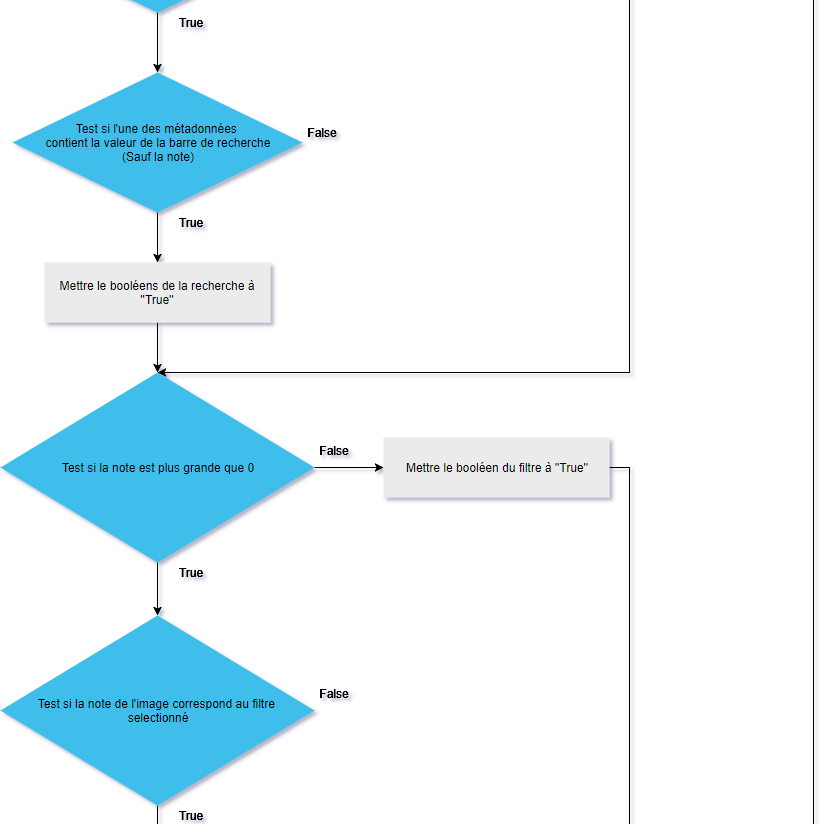 True
Test si l'une des métadonnées
contient la valeur de la barre de recherche
(Sauf la note)
False
True
Mettre le booléens de la recherche à
"True"
Test si la note est plus grande que 0
False
Mettre le booléen du filtre à "True"
True
Test si la note de l'image correspond au filtre
selectionné
False
True